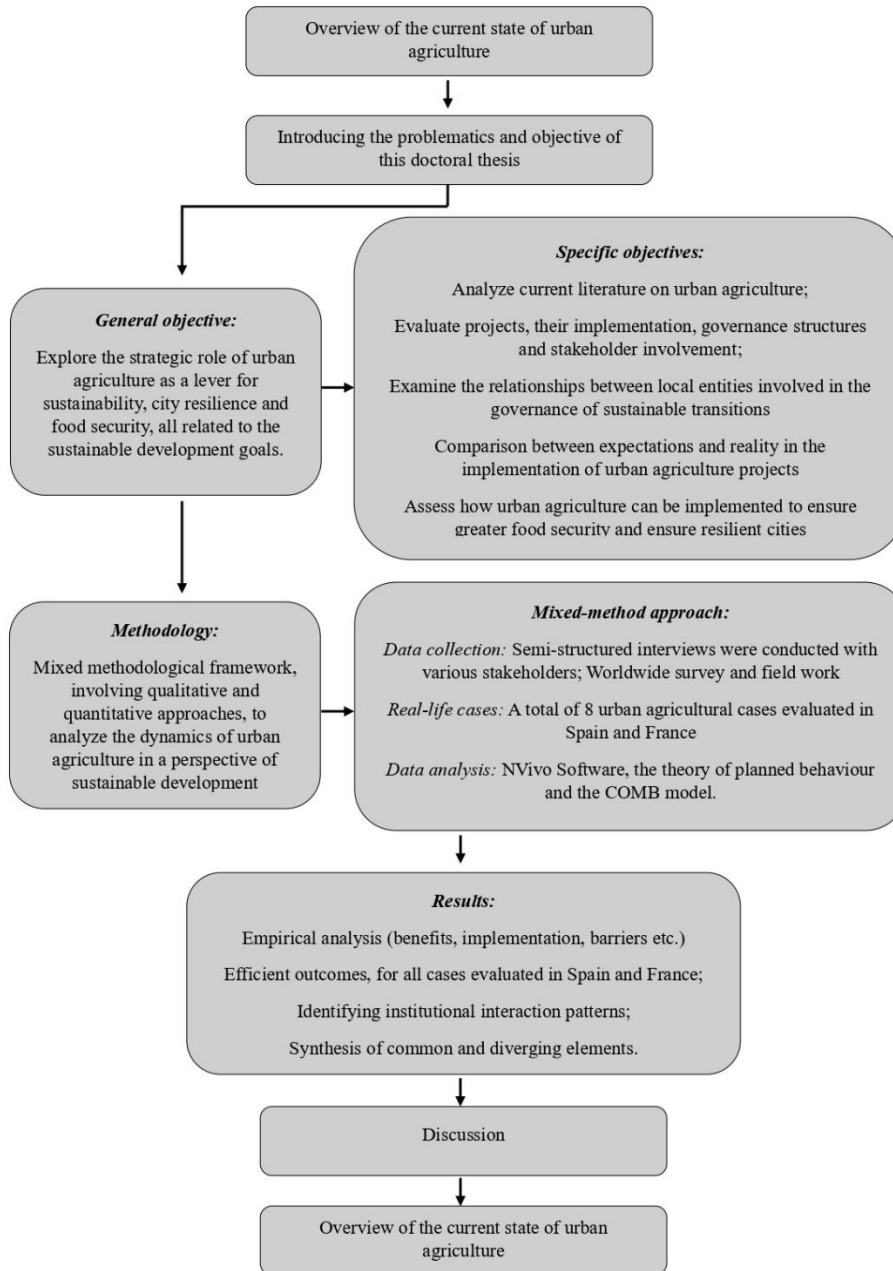 Overview of the current state of urban
agriculture
Introducing the problematics and objective of
this doctoral thesis
General objective:
Explore the strategic role of urban
agriculture as a lever for
sustainability, city resilience and
food security, all related to the
sustainable development goals.
Specific objectives:
Analyze current literature on urban agriculture;
Evaluate projects, their implementation, governance structures
and stakeholder involvement;
Examine the relationships between local entities involved in the
governance of sustainable transitions
Comparison between expectations and reality in the
implementation of urban agriculture projects
Assess how urban agriculture can be implemented to ensure
greater food security and ensure resilient cities
Methodology:
Mixed methodological framework,
involving qualitative and
quantitative approaches, to
analyze the dynamics of urban
agriculture in a perspective of
sustainable development
Mixed-method approach:
Data collection: Semi-structured interviews were conducted with
various stakeholders; Worldwide survey and field work
Real-life cases: A total of 8 urban agricultural cases evaluated in
Spain and France
Data analysis: NVivo Software, the theory of planned behaviour
and the COMB model.
Results:
Empirical analysis (benefits, implementation, barriers etc.)
Efficient outcomes, for all cases evaluated in Spain and France;
Identifying institutional interaction patterns;
Synthesis of common and diverging elements.
Discussion
Overview of the current state of urban
agriculture